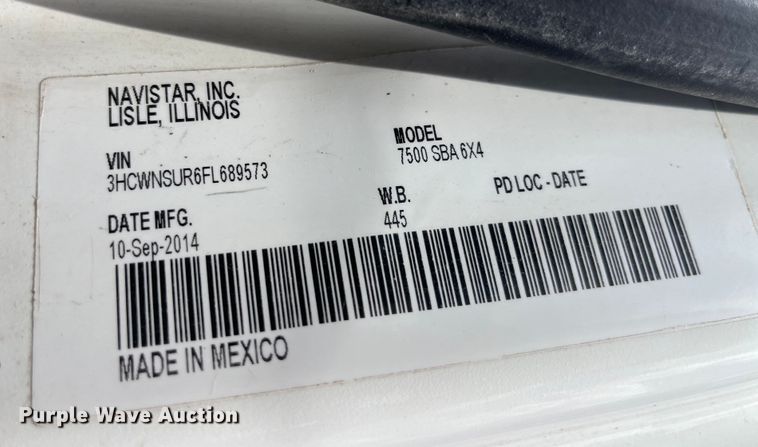 NAVISTAR, INC.
LISLE, ILLINOIS
VIN
3HCWNSUR6FL689573
MODEL
7500 SBA 6X4
DATE MFG.
10-Sep-2014
W.B.
445
PD LOC - DATE
MADE IN MEXICO
Purple Wave Auction